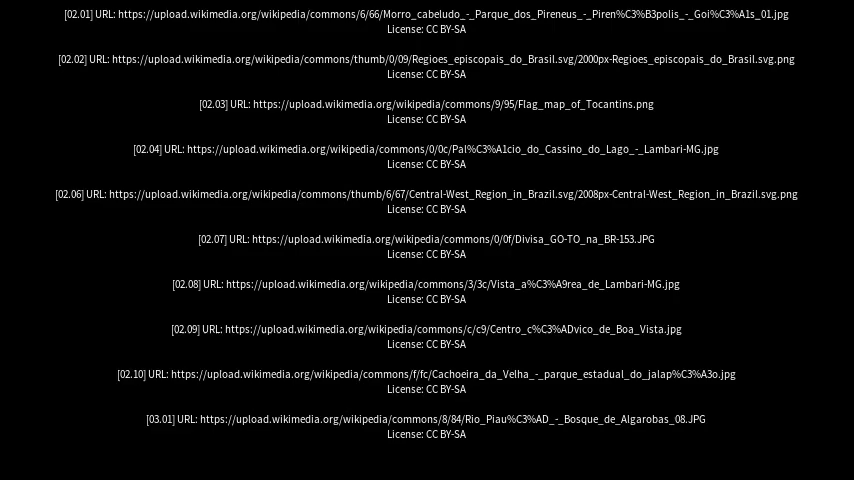 [02.01] URL: https://upload.wikimedia.org/wikipedia/commons/6/66/Morro_cabeludo_-_Parque_dos_Pireneus_-_Piren%C3%B3polis_-_Goi%C3%A1s_01.jpg
License: CC BY-SA
[02.02] URL: https://upload.wikimedia.org/wikipedia/commons/thumb/0/09/Regioes_episcopais_do_Brasil.svg/2000px-Regioes_episcopais_do_Brasil.svg.png
License: CC BY-SA
[02.03] URL: https://upload.wikimedia.org/wikipedia/commons/9/95/Flag_map_of_Tocantins.png
License: CC BY-SA
[02.04] URL: https://upload.wikimedia.org/wikipedia/commons/0/0c/Pal%C3%A1cio_do_Cassino_do_Lago_-_Lambari-MG.jpg
License: CC BY-SA
[02.06] URL: https://upload.wikimedia.org/wikipedia/commons/thumb/6/67/Central-West_Region_in_Brazil.svg/2008px-Central-West_Region_in_Brazil.svg.png
License: CC BY-SA
[02.07] URL: https://upload.wikimedia.org/wikipedia/commons/0/0f/Divisa_GO-TO_na_BR-153.JPG
License: CC BY-SA
[02.08] URL: https://upload.wikimedia.org/wikipedia/commons/3/3c/Vista_a%C3%A9rea_de_Lambari-MG.jpg
License: CC BY-SA
[02.09] URL: https://upload.wikimedia.org/wikipedia/commons/c/c9/Centro_c%C3%ADvico_de_Boa_Vista.jpg
License: CC BY-SA
[02.10] URL: https://upload.wikimedia.org/wikipedia/commons/f/fc/Cachoeira_da_Velha_-_parque_estadual_do_jalap%C3%A3o.jpg
License: CC BY-SA
[03.01] URL: https://upload.wikimedia.org/wikipedia/commons/8/84/Rio_Piau%C3%AD_-_Bosque_de_Algarobas_08.JPG
License: CC BY-SA